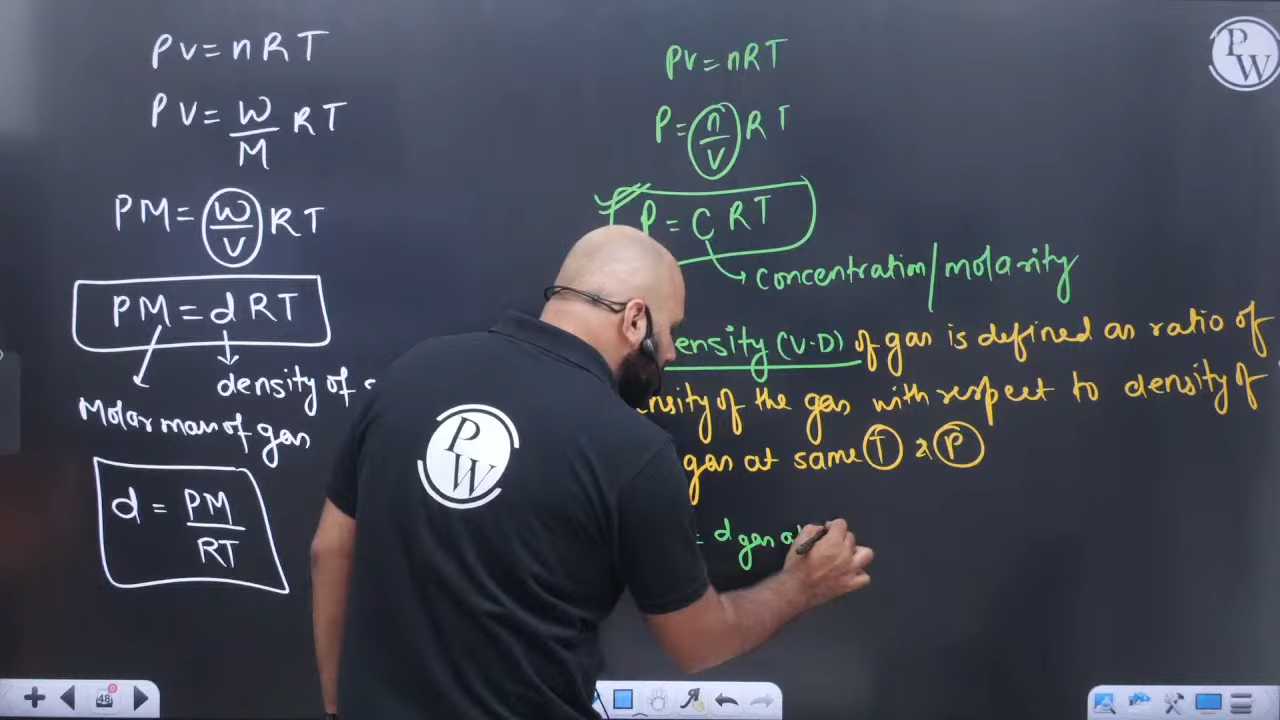 PV = nRT
PV = w/M RT
PM = w/V RT
PM = dRT
density of
Molar mass of gas
d = PM/RT
PV = nRT
P = n/V RT
P = CRT
Concentration/molarity
ensity (V.D) of gas is defined as ratio of
nsity of the gas with respect to density of
gas at same T & P
= d gas a
PW
PW
48